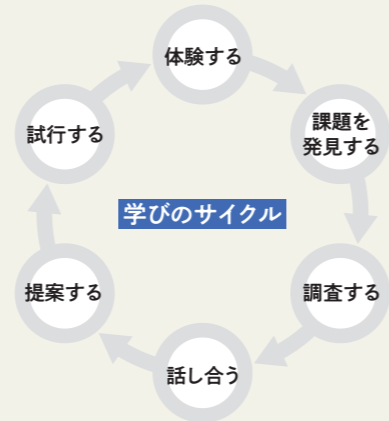 体験する
課題を
発見する
調査する
話し合う
提案する
試行する
学びのサイクル